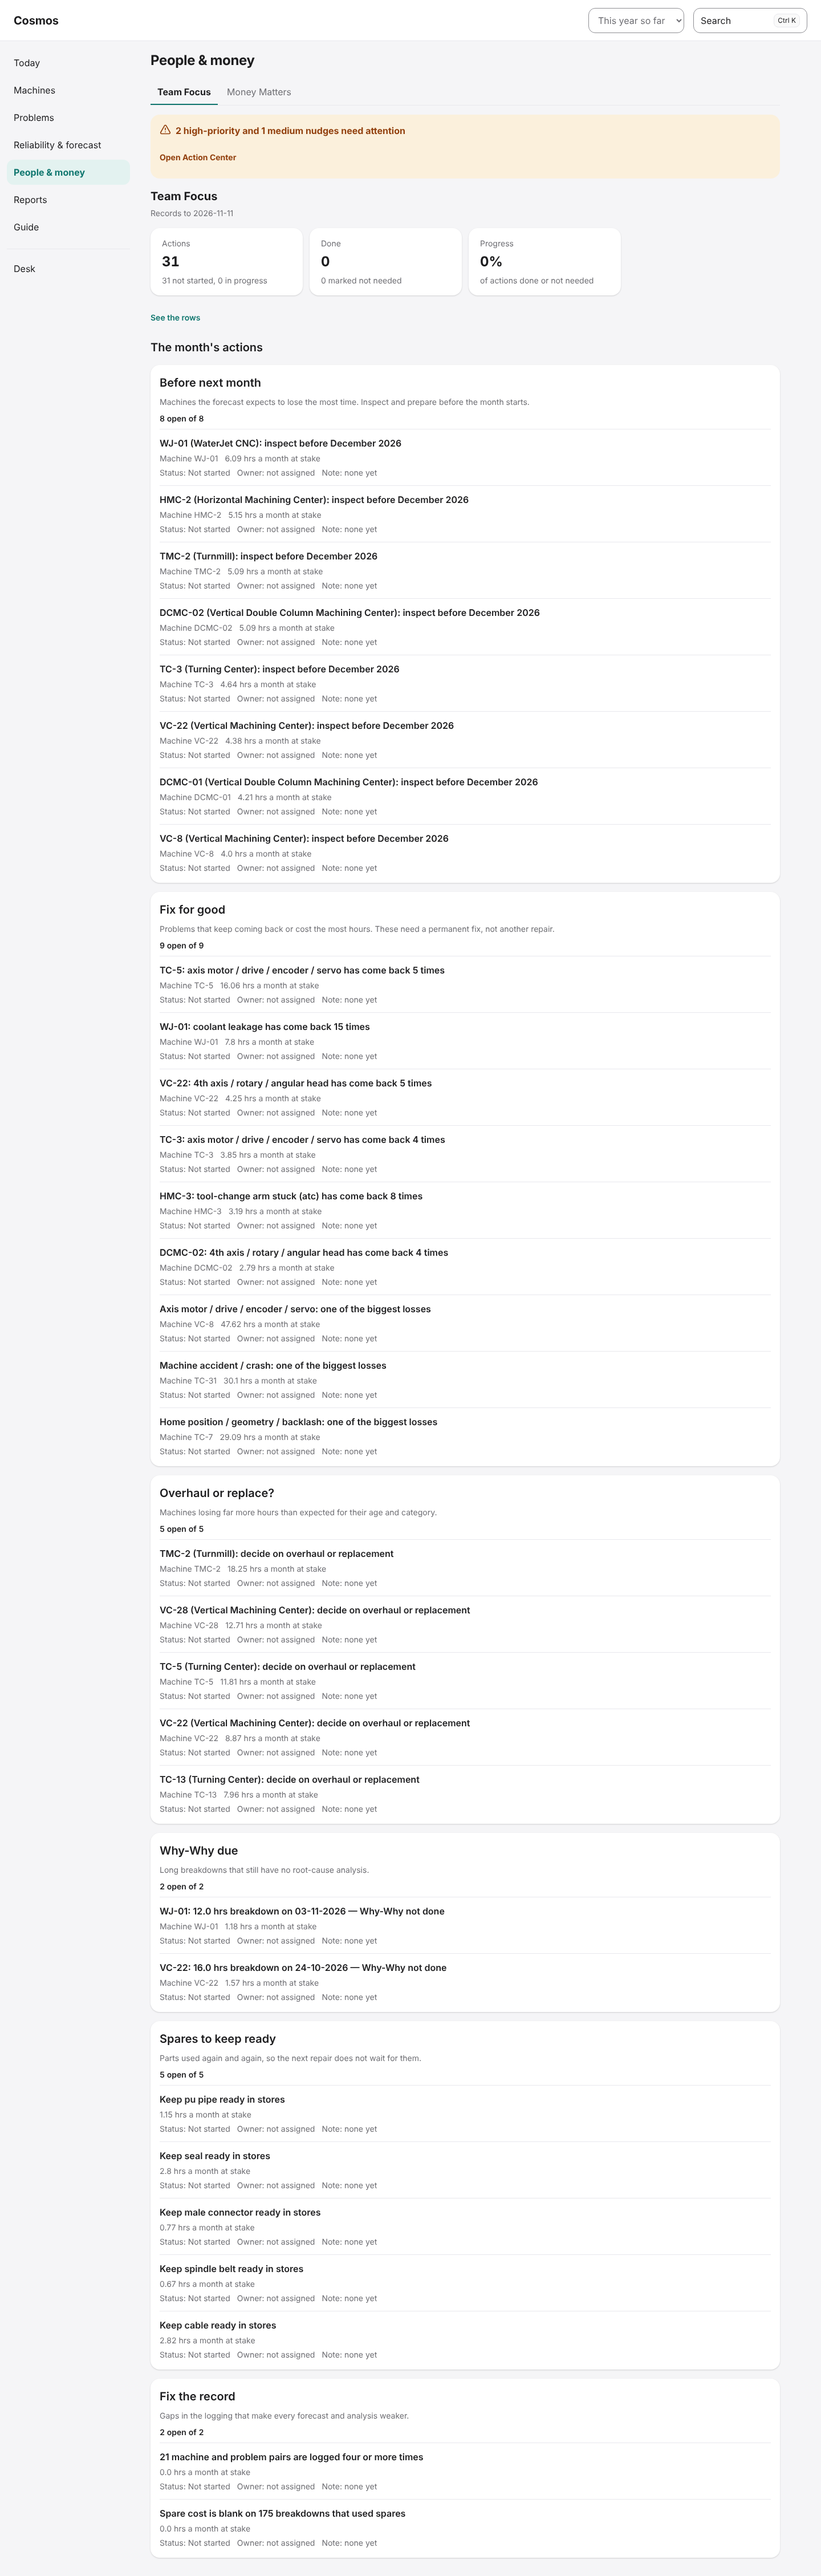 Cosmos
This year so far
Search
Ctrl K
Today
Machines
Problems
Reliability & forecast
People & money
Reports
Guide
Desk
People & money
Team Focus
Money Matters
2 high-priority and 1 medium nudges need attention
Open Action Center
Team Focus
Records to 2026-11-11
Actions
31
31 not started, 0 in progress
Done
0
0 marked not needed
Progress
0%
of actions done or not needed
See the rows
The month's actions
Before next month
Machines the forecast expects to lose the most time. Inspect and prepare before the month starts.
8 open of 8
WJ-01 (WaterJet CNC): inspect before December 2026
Machine WJ-01 6.09 hrs a month at stake
Status: Not started Owner: not assigned Note: none yet
HMC-2 (Horizontal Machining Center): inspect before December 2026
Machine HMC-2 5.15 hrs a month at stake
Status: Not started Owner: not assigned Note: none yet
TMC-2 (Turnmill): inspect before December 2026
Machine TMC-2 5.09 hrs a month at stake
Status: Not started Owner: not assigned Note: none yet
DCMC-02 (Vertical Double Column Machining Center): inspect before December 2026
Machine DCMC-02 5.09 hrs a month at stake
Status: Not started Owner: not assigned Note: none yet
TC-3 (Turning Center): inspect before December 2026
Machine TC-3 4.64 hrs a month at stake
Status: Not started Owner: not assigned Note: none yet
VC-22 (Vertical Machining Center): inspect before December 2026
Machine VC-22 4.38 hrs a month at stake
Status: Not started Owner: not assigned Note: none yet
DCMC-01 (Vertical Double Column Machining Center): inspect before December 2026
Machine DCMC-01 4.21 hrs a month at stake
Status: Not started Owner: not assigned Note: none yet
VC-8 (Vertical Machining Center): inspect before December 2026
Machine VC-8 4.0 hrs a month at stake
Status: Not started Owner: not assigned Note: none yet
Fix for good
Problems that keep coming back or cost the most hours. These need a permanent fix, not another repair.
9 open of 9
TC-5: axis motor / drive / encoder / servo has come back 5 times
Machine TC-5 16.06 hrs a month at stake
Status: Not started Owner: not assigned Note: none yet
WJ-01: coolant leakage has come back 15 times
Machine WJ-01 7.8 hrs a month at stake
Status: Not started Owner: not assigned Note: none yet
VC-22: 4th axis / rotary / angular head has come back 5 times
Machine VC-22 4.25 hrs a month at stake
Status: Not started Owner: not assigned Note: none yet
TC-3: axis motor / drive / encoder / servo has come back 4 times
Machine TC-3 3.85 hrs a month at stake
Status: Not started Owner: not assigned Note: none yet
HMC-3: tool-change arm stuck (atc) has come back 8 times
Machine HMC-3 3.19 hrs a month at stake
Status: Not started Owner: not assigned Note: none yet
DCMC-02: 4th axis / rotary / angular head has come back 4 times
Machine DCMC-02 2.79 hrs a month at stake
Status: Not started Owner: not assigned Note: none yet
Axis motor / drive / encoder / servo: one of the biggest losses
Machine VC-8 47.62 hrs a month at stake
Status: Not started Owner: not assigned Note: none yet
Machine accident / crash: one of the biggest losses
Machine TC-31 30.1 hrs a month at stake
Status: Not started Owner: not assigned Note: none yet
Home position / geometry / backlash: one of the biggest losses
Machine TC-7 29.09 hrs a month at stake
Status: Not started Owner: not assigned Note: none yet
Overhaul or replace?
Machines losing far more hours than expected for their age and category.
5 open of 5
TMC-2 (Turnmill): decide on overhaul or replacement
Machine TMC-2 18.25 hrs a month at stake
Status: Not started Owner: not assigned Note: none yet
VC-28 (Vertical Machining Center): decide on overhaul or replacement
Machine VC-28 12.71 hrs a month at stake
Status: Not started Owner: not assigned Note: none yet
TC-5 (Turning Center): decide on overhaul or replacement
Machine TC-5 11.81 hrs a month at stake
Status: Not started Owner: not assigned Note: none yet
VC-22 (Vertical Machining Center): decide on overhaul or replacement
Machine VC-22 8.87 hrs a month at stake
Status: Not started Owner: not assigned Note: none yet
TC-13 (Turning Center): decide on overhaul or replacement
Machine TC-13 7.96 hrs a month at stake
Status: Not started Owner: not assigned Note: none yet
Why-Why due
Long breakdowns that still have no root-cause analysis.
2 open of 2
WJ-01: 12.0 hrs breakdown on 03-11-2026 — Why-Why not done
Machine WJ-01 1.18 hrs a month at stake
Status: Not started Owner: not assigned Note: none yet
VC-22: 16.0 hrs breakdown on 24-10-2026 — Why-Why not done
Machine VC-22 1.57 hrs a month at stake
Status: Not started Owner: not assigned Note: none yet
Spares to keep ready
Parts used again and again, so the next repair does not wait for them.
5 open of 5
Keep pu pipe ready in stores
1.15 hrs a month at stake
Status: Not started Owner: not assigned Note: none yet
Keep seal ready in stores
2.8 hrs a month at stake
Status: Not started Owner: not assigned Note: none yet
Keep male connector ready in stores
0.77 hrs a month at stake
Status: Not started Owner: not assigned Note: none yet
Keep spindle belt ready in stores
0.67 hrs a month at stake
Status: Not started Owner: not assigned Note: none yet
Keep cable ready in stores
2.82 hrs a month at stake
Status: Not started Owner: not assigned Note: none yet
Fix the record
Gaps in the logging that make every forecast and analysis weaker.
2 open of 2
21 machine and problem pairs are logged four or more times
0.0 hrs a month at stake
Status: Not started Owner: not assigned Note: none yet
Spare cost is blank on 175 breakdowns that used spares
0.0 hrs a month at stake
Status: Not started Owner: not assigned Note: none yet